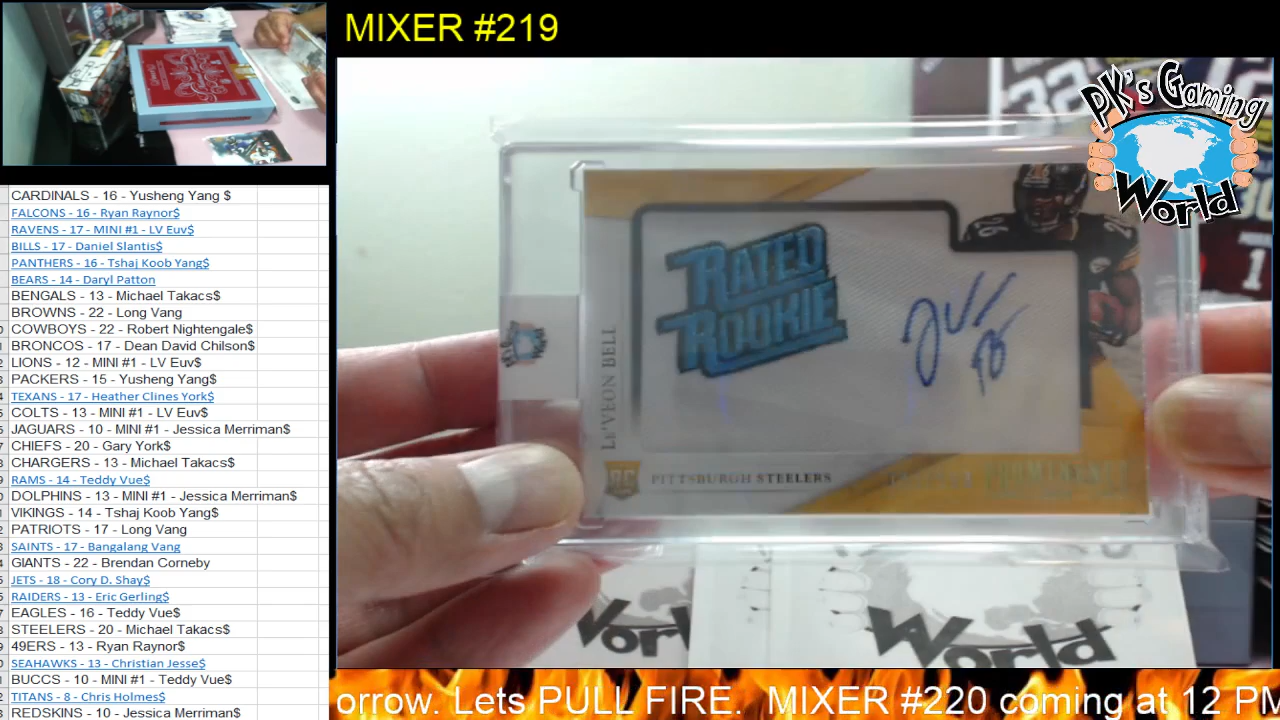 MIXER #219
PK's Gaming
World
CARDINALS - 16 - Yusheng Yang $
FALCONS - 16 - Ryan Raynor$
RAVENS - 17 - MINI #1 - LV Euv$
BILLS - 17 - Daniel Slantis$
PANTHERS - 16 - Tshaj Koob Yang$
BEARS - 14 - Daryl Patton
BENGALS - 13 - Michael Takacs$
BROWNS - 22 - Long Vang
COWBOYS - 22 - Robert Nightengale$
BRONCOS - 17 - Dean David Chilson$
LIONS - 12 - MINI #1 - LV Euv$
PACKERS - 15 - Yusheng Yang$
TEXANS - 17 - Heather Clines York$
COLTS - 13 - MINI #1 - LV Euv$
JAGUARS - 10 - MINI #1 - Jessica Merriman$
CHIEFS - 20 - Gary York$
CHARGERS - 13 - Michael Takacs$
RAMS - 14 - Teddy Vue$
DOLPHINS - 13 - MINI #1 - Jessica Merriman$
VIKINGS - 14 - Tshaj Koob Yang$
PATRIOTS - 17 - Long Vang
SAINTS - 17 - Bangalang Vang
GIANTS - 22 - Brendan Corneby
JETS - 18 - Cory D. Shay$
RAIDERS - 13 - Eric Gerling$
EAGLES - 16 - Teddy Vue$
STEELERS - 20 - Michael Takacs$
49ERS - 13 - Ryan Raynor$
SEAHAWKS - 13 - Christian Jesse$
BUCCS - 10 - MINI #1 - Teddy Vue$
TITANS - 8 - Chris Holmes$
REDSKINS - 10 - Jessica Merriman$
RATED
ROOKIE
LE'VEON BELL
RC
PITTSBURGH STEELERS
26
World
World
orrow. Lets PULL FIRE. MIXER #220 coming at 12 PM